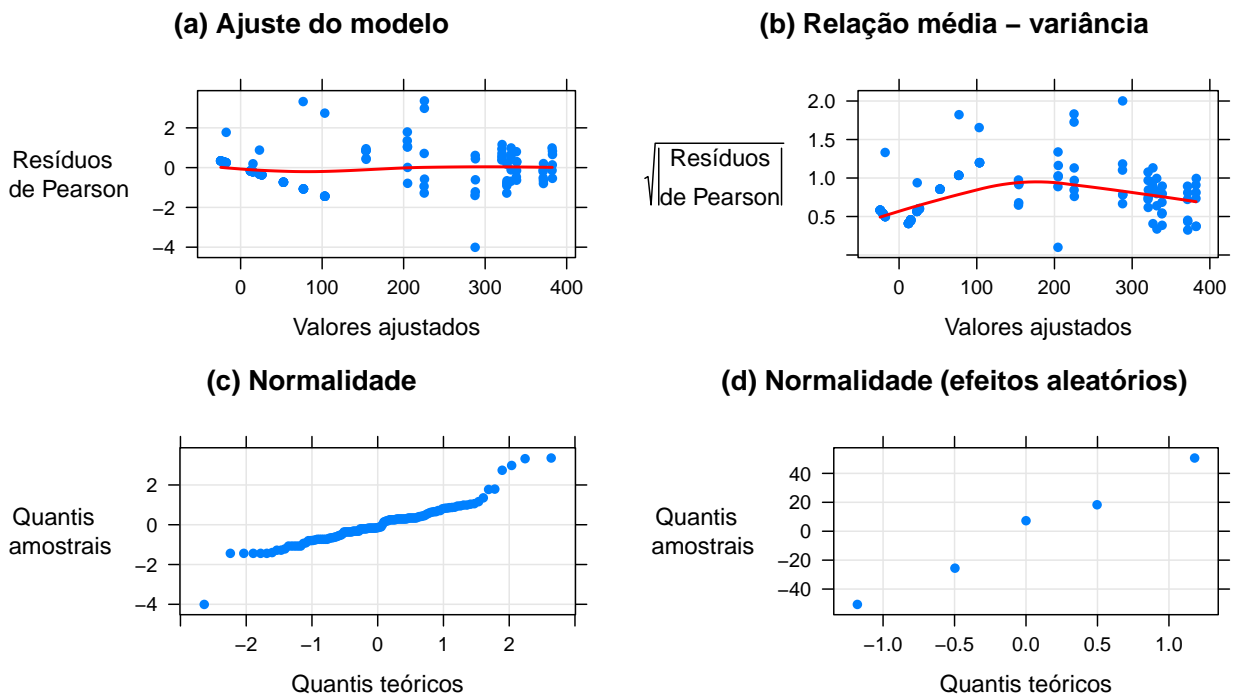 (a) Ajuste do modelo
Resíduos
de Pearson
2
0
−2
−4
0 100 200 300 400
Valores ajustados
(b) Relação média − variância
√|Resíduos
de Pearson|
2.0
1.5
1.0
0.5
0 100 200 300 400
Valores ajustados
(c) Normalidade
Quantis
amostrais
2
0
−2
−4
−2 −1 0 1 2
Quantis teóricos
(d) Normalidade (efeitos aleatórios)
Quantis
amostrais
40
20
0
−20
−40
−1.0 −0.5 0.0 0.5 1.0
Quantis teóricos